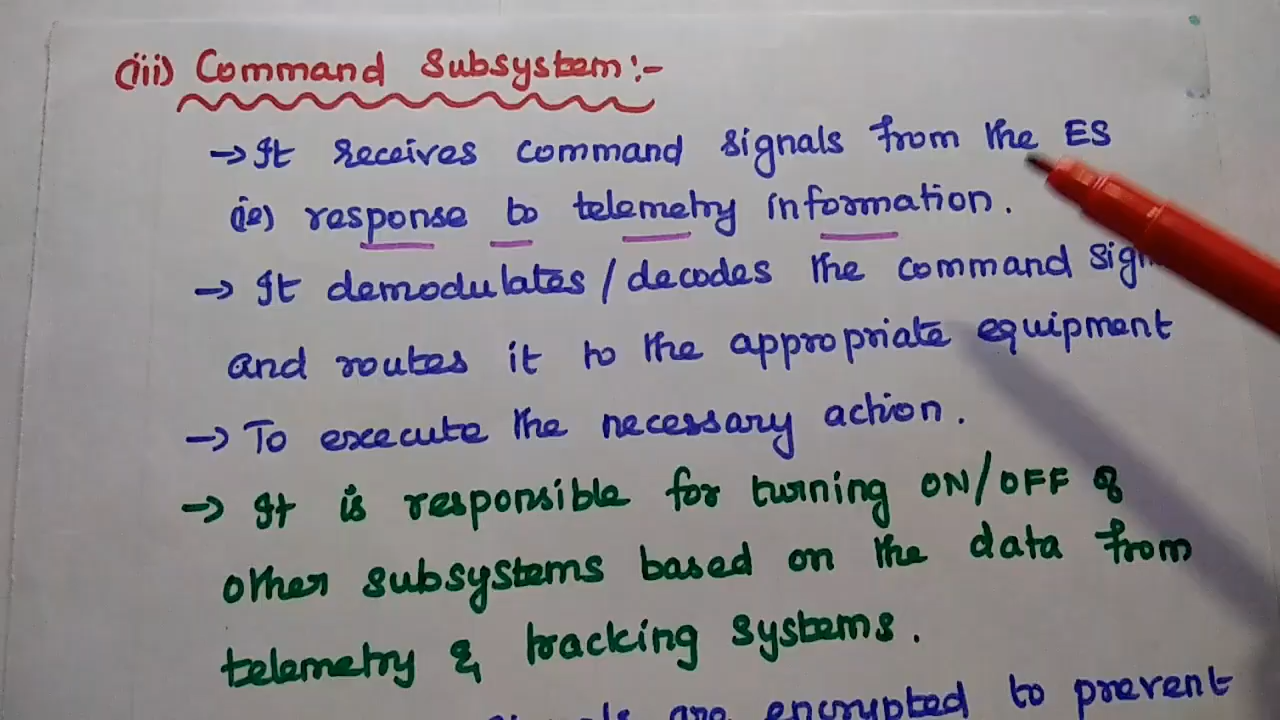 (iii) Command Subsystem:-
→ It receives command signals from the ES
(ie) response to telemetry information.
→ It demodulates/decodes the command
and routes it to the appropriate equipment
→ To execute the necessary action.
→ It is responsible for turning ON/OFF of
other subsystems based on the data from
telemetry & tracking systems.
are encrypted to prevent